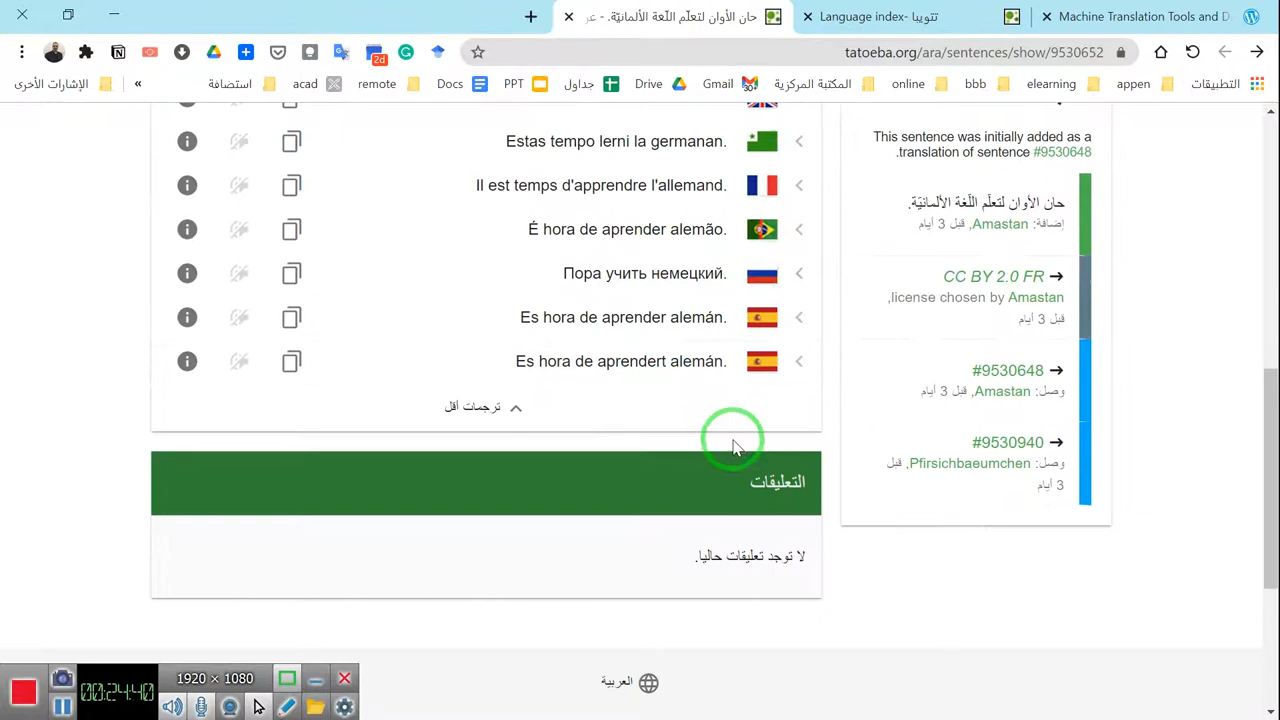 حان الأوان لتعلّم اللّغة الألمانيّة. - عر
تتويبا -Language index
Machine Translation Tools and D
tatoeba.org/ara/sentences/show/9530652
2d
التطبيقات
appen
elearning
bbb
online
المكتبة المركزية
Gmail
30
Drive
جداول
PPT
Docs
remote
acad
استضافة
»
الإشارات الأخرى
Estas tempo lerni la germanan.
Il est temps d'apprendre l'allemand.
É hora de aprender alemão.
Пора учить немецкий.
Es hora de aprender alemán.
Es hora de aprendert alemán.
ترجمات أقل
التعليقات
لا توجد تعليقات حاليا.
This sentence was initially added as a
.translation of sentence #9530648
حان الأوان لتعلّم اللّغة الألمانيّة.
إضافة: Amastan, قبل 3 أيام
CC BY 2.0 FR
,license chosen by Amastan
قبل 3 أيام
#9530648
وصل: Amastan, قبل 3 أيام
#9530940
وصل: Pfirsichbaeumchen, قبل
3 أيام
العربية
00:24:40
1920 × 1080